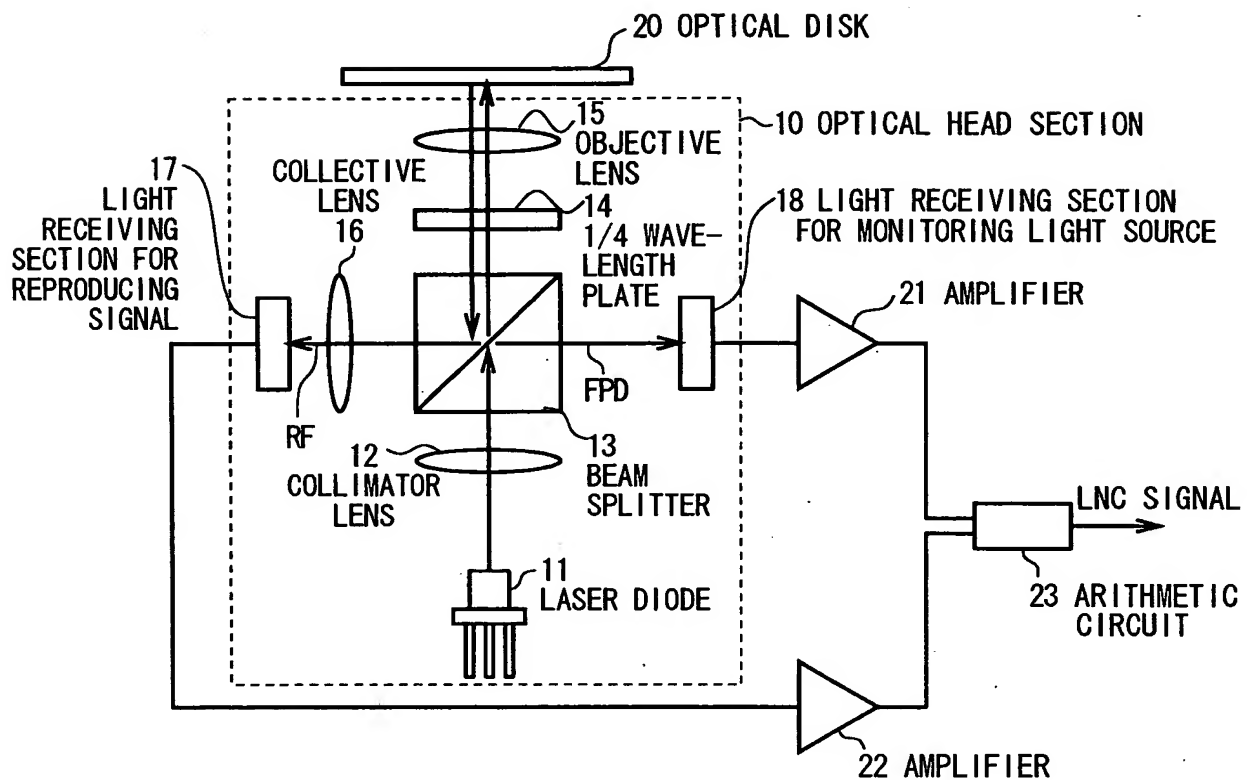 20 OPTICAL DISK
10 OPTICAL HEAD SECTION
15
OBJECTIVE
LENS
17
LIGHT
RECEIVING
SECTION FOR
REPRODUCING
SIGNAL
COLLECTIVE
LENS
16
14
1/4 WAVE-
LENGTH
PLATE
18 LIGHT RECEIVING SECTION
FOR MONITORING LIGHT SOURCE
21 AMPLIFIER
RF
FPD
12
COLLIMATOR
LENS
13
BEAM
SPLITTER
LNC SIGNAL
11
LASER DIODE
23 ARITHMETIC
CIRCUIT
22 AMPLIFIER